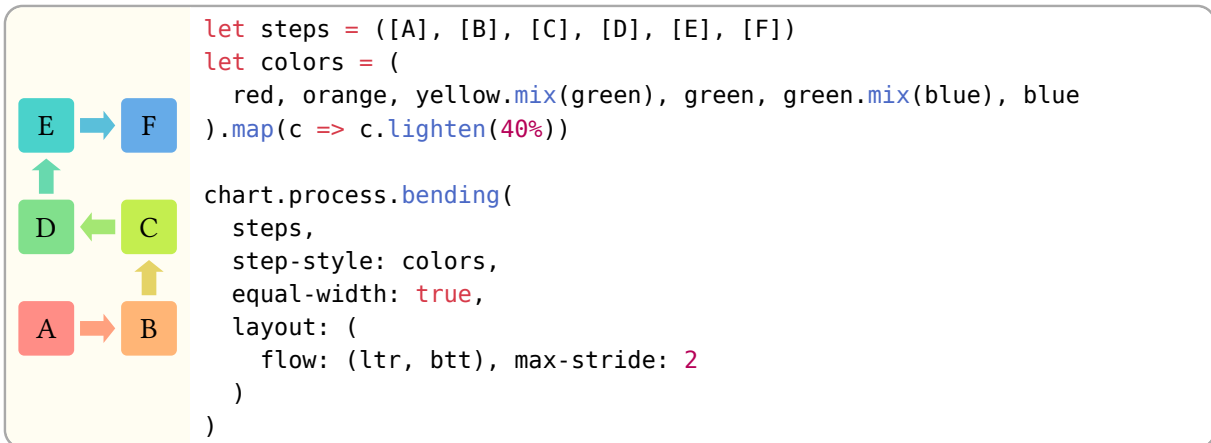 E F
D C
A B
let steps = ([A], [B], [C], [D], [E], [F])
let colors = (
  red, orange, yellow.mix(green), green, green.mix(blue), blue
).map(c => c.lighten(40%))

chart.process.bending(
  steps,
  step-style: colors,
  equal-width: true,
  layout: (
    flow: (ltr, btt), max-stride: 2
  )
)